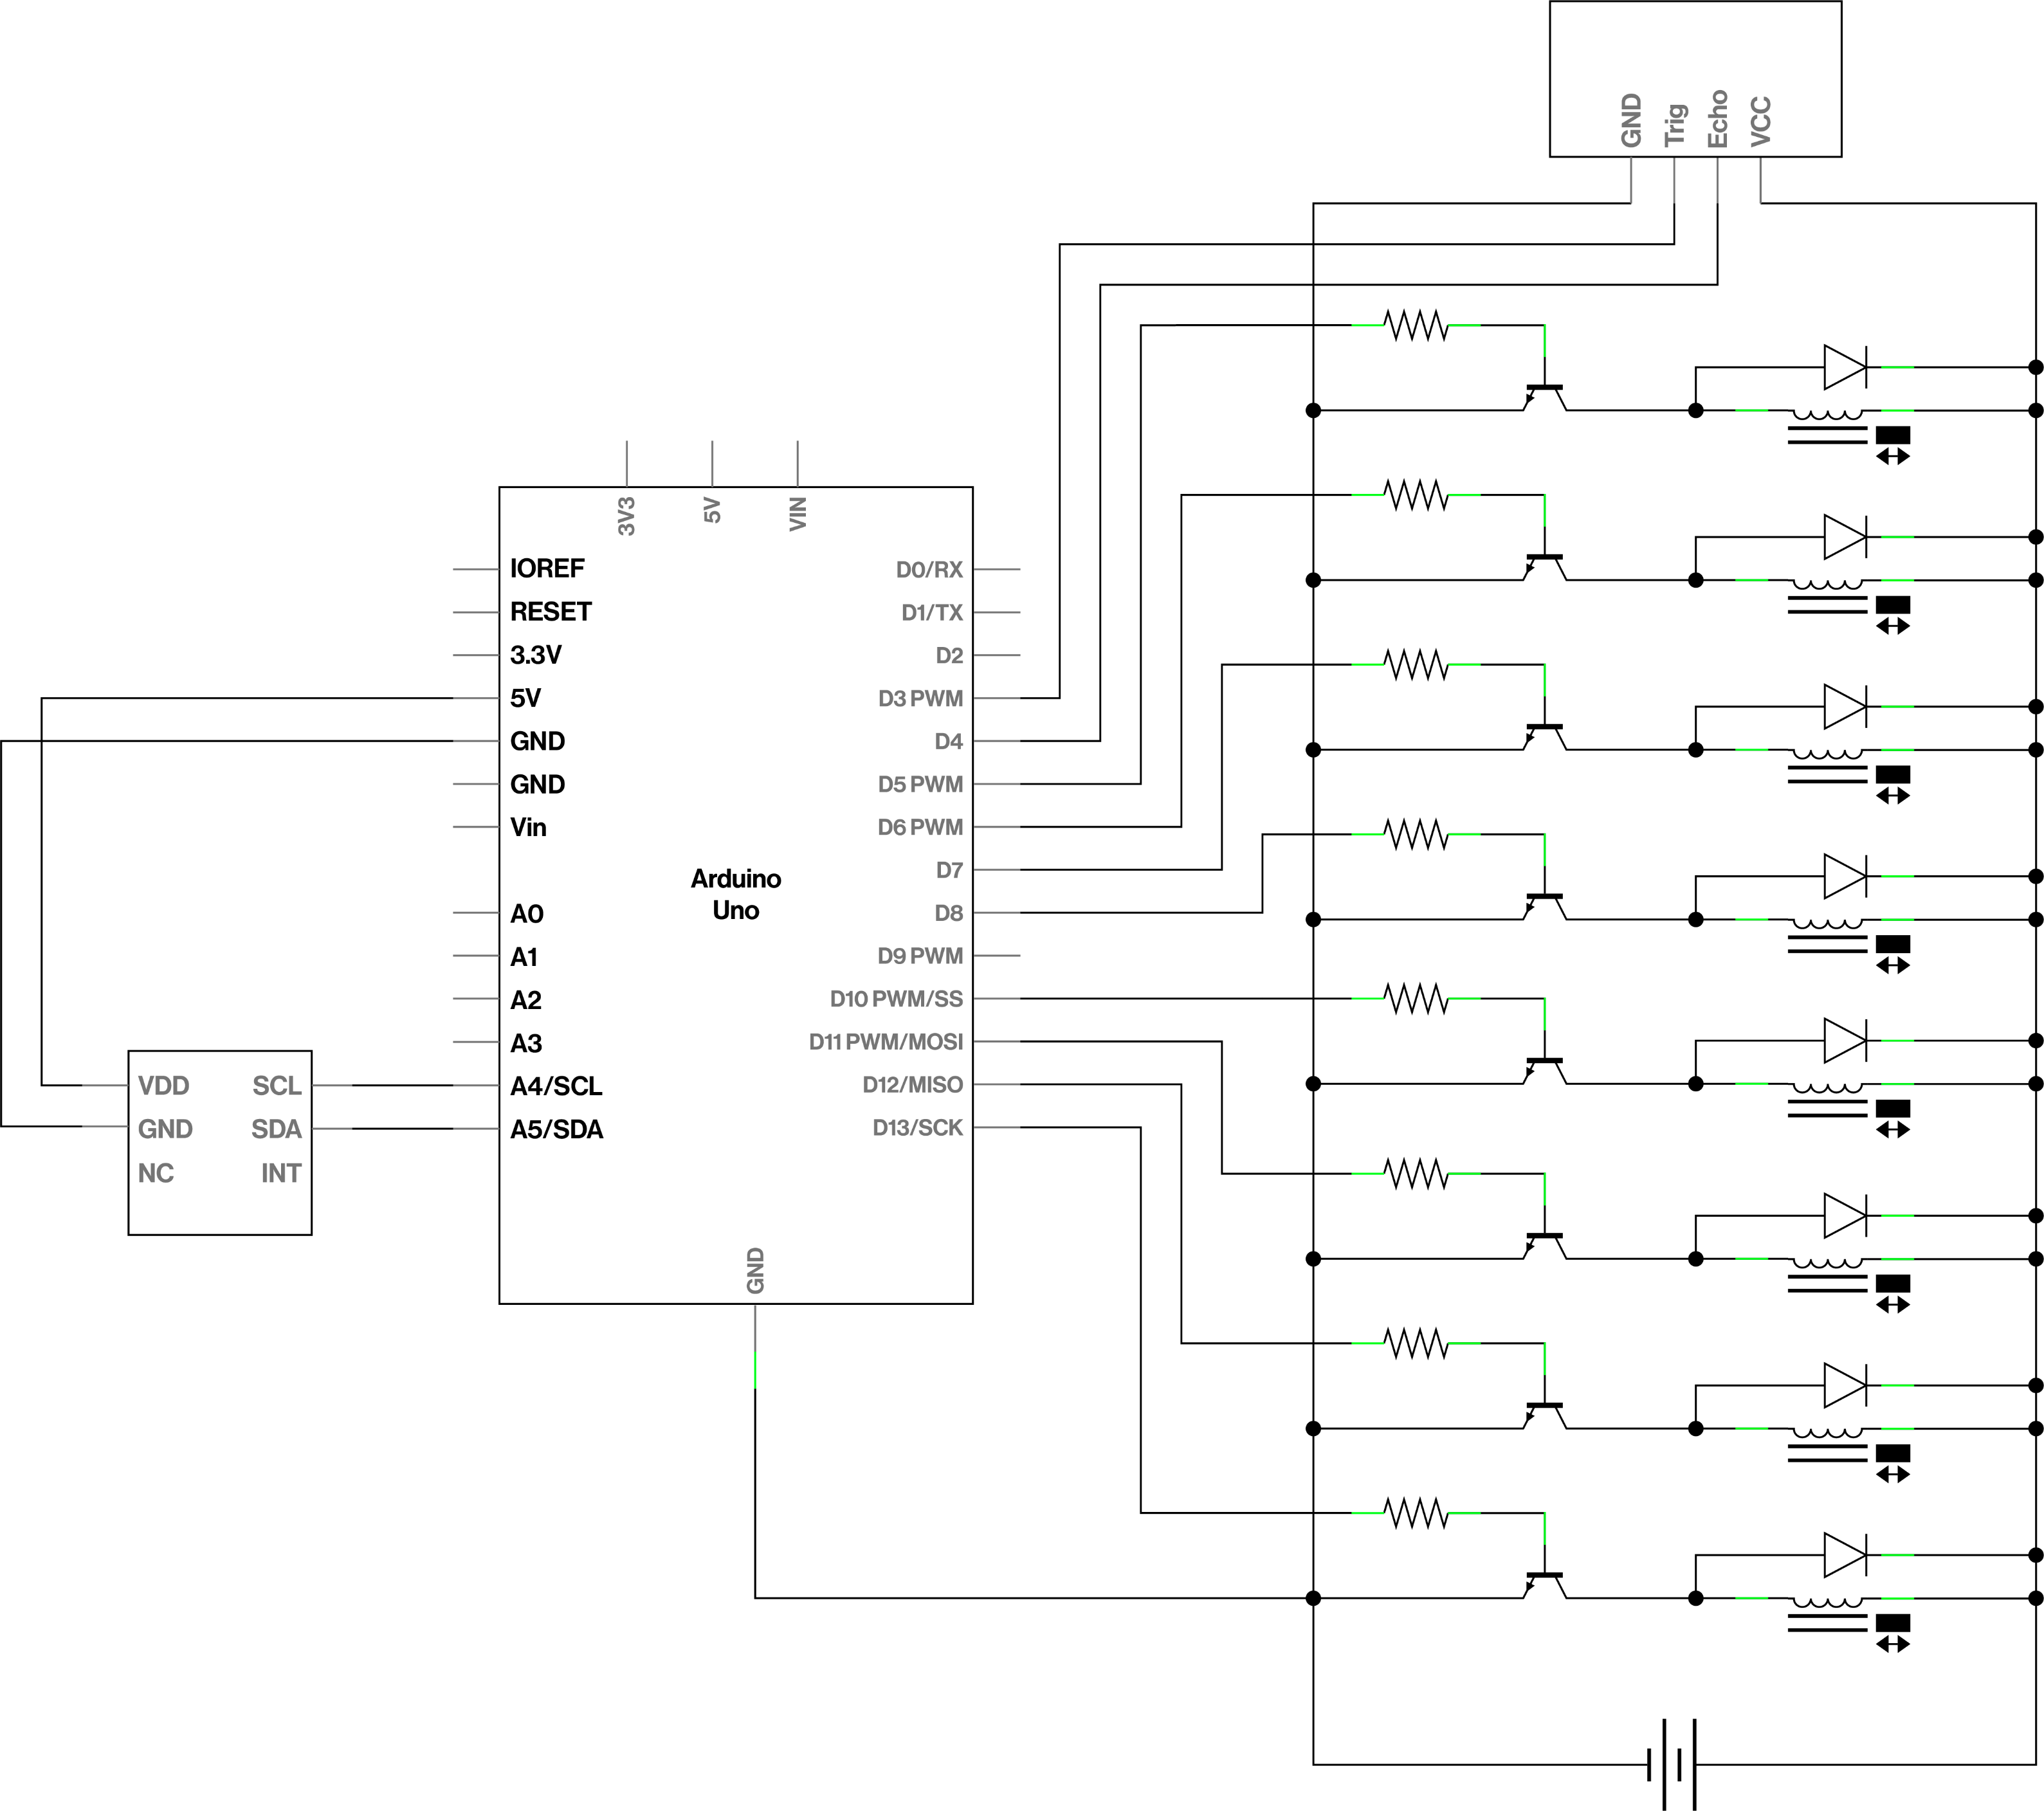 GND
Trig
Echo
VCC
3V3
5V
VIN
IOREF
RESET
3.3V
5V
GND
GND
Vin
A0
A1
A2
A3
A4/SCL
A5/SDA
Arduino
Uno
D0/RX
D1/TX
D2
D3 PWM
D4
D5 PWM
D6 PWM
D7
D8
D9 PWM
D10 PWM/SS
D11 PWM/MOSI
D12/MISO
D13/SCK
GND
VDD SCL
GND SDA
NC INT